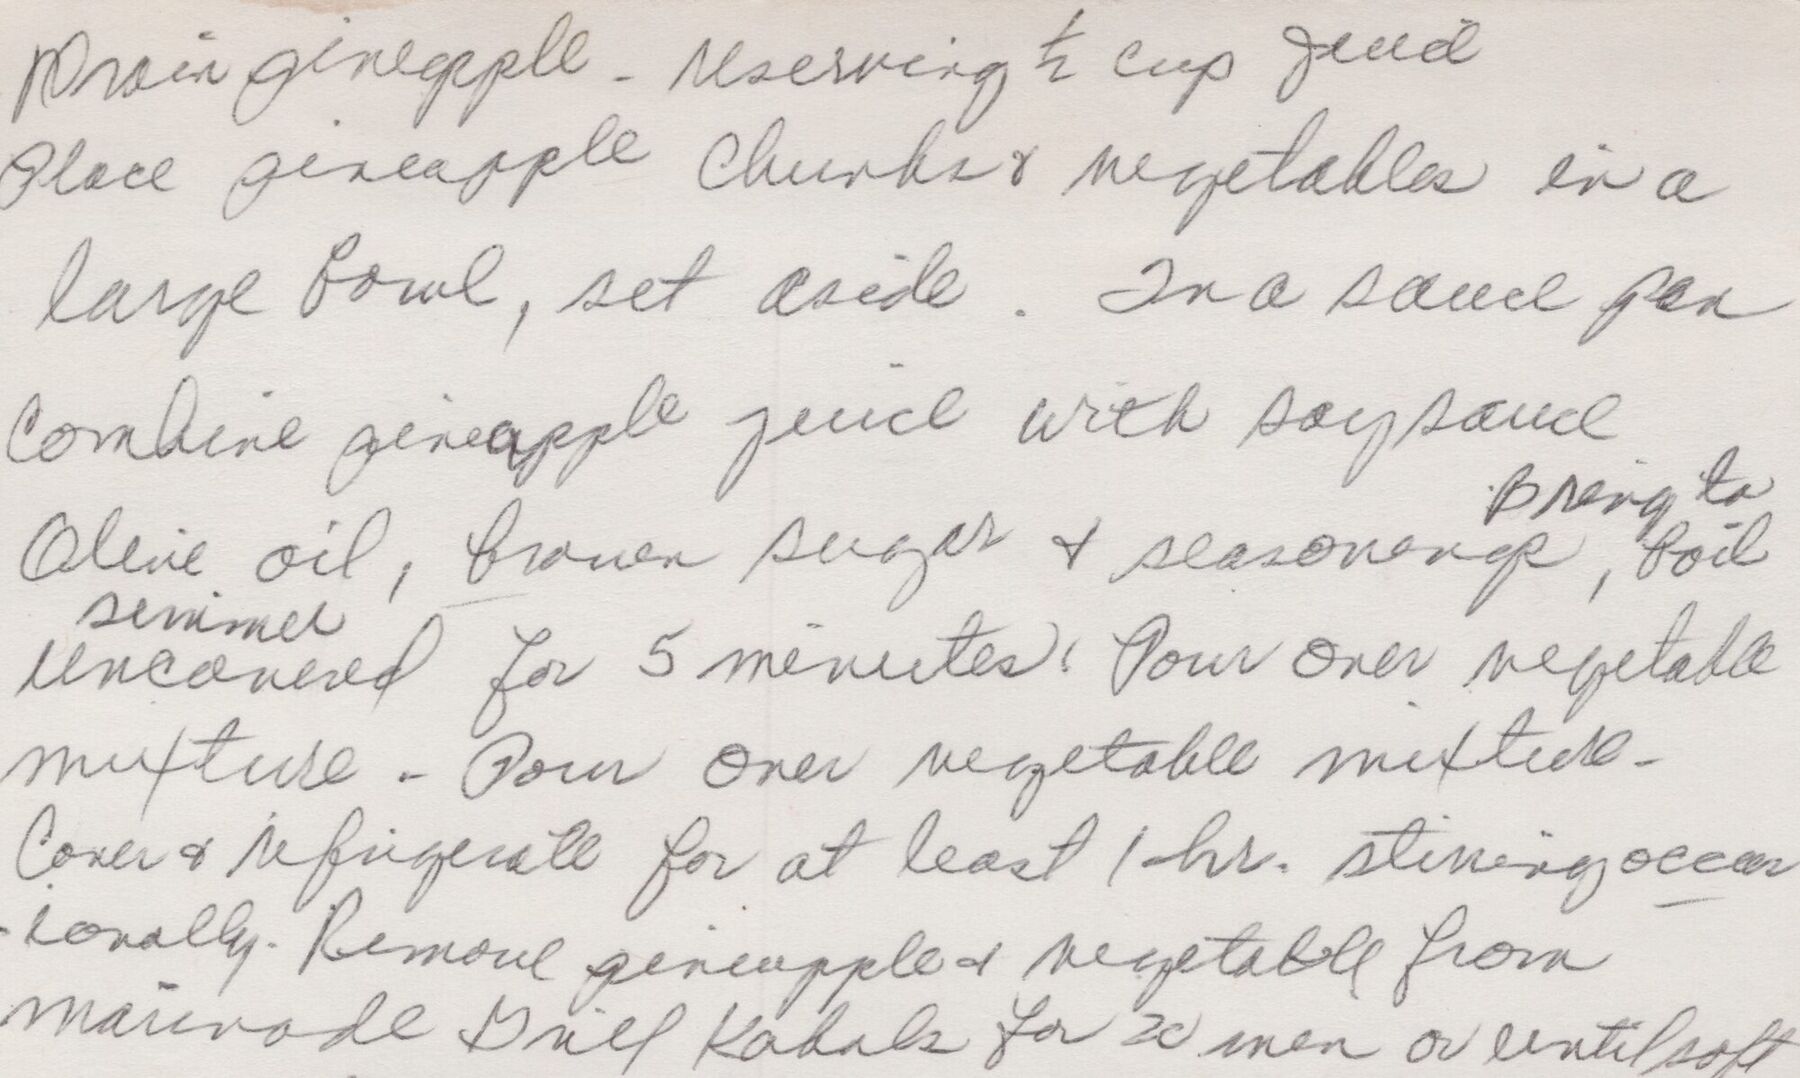 Drain pineapple - reserving ½ cup juice
Place pineapple Chunks & vegetables in a
large bowl, set aside. In a sauce pan
Combine pineapple juice with soy sauce
Bring to
Olive oil, brown sugar & seasonings, boil
simmer
uncovered for 5 minutes. Pour over vegetable
mixture - Pour over vegetable mixture -
Cover & refrigerate for at least 1 hr. stirring occas
ionally. Remove pineapple & vegetable from
marinade Grill Kabobs for 20 min or until soft